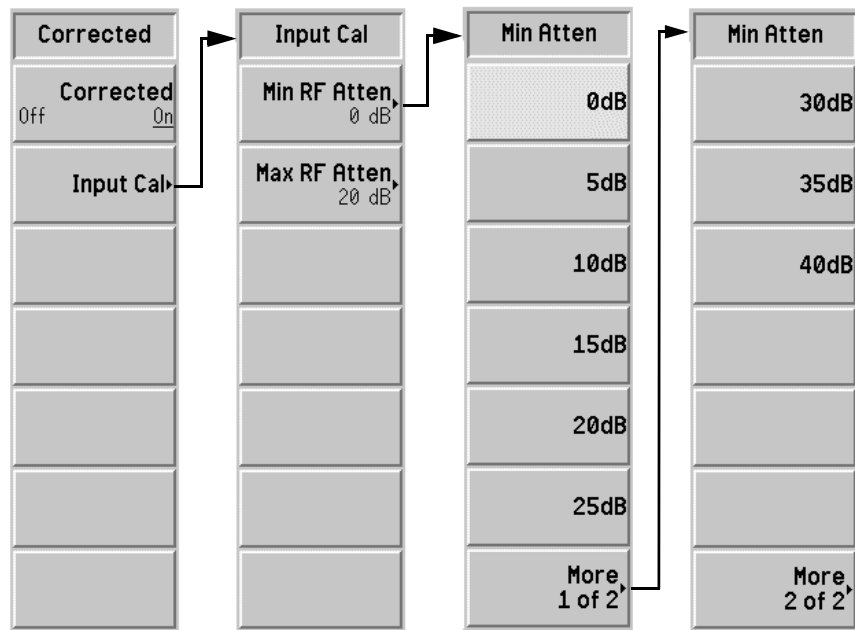 Corrected
Corrected
Off On
Input Cal
Input Cal
Min RF Atten
0 dB
Max RF Atten
20 dB
Min Atten
0dB
5dB
10dB
15dB
20dB
25dB
More
1 of 2
Min Atten
30dB
35dB
40dB
More
2 of 2